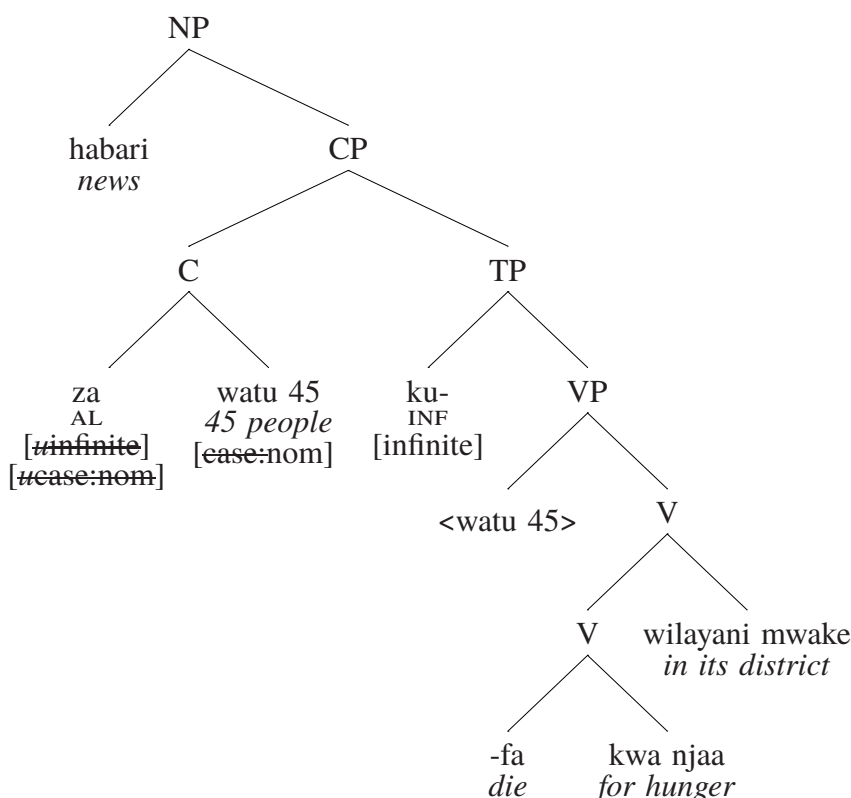 NP
habari CP
news
C TP
za watu 45 ku- VP
AL 45 people INF
[uinfinite] [case:nom] [infinite]
[ucase:nom]
<watu 45> V
V wilayani mwake
in its district
-fa kwa njaa
die for hunger